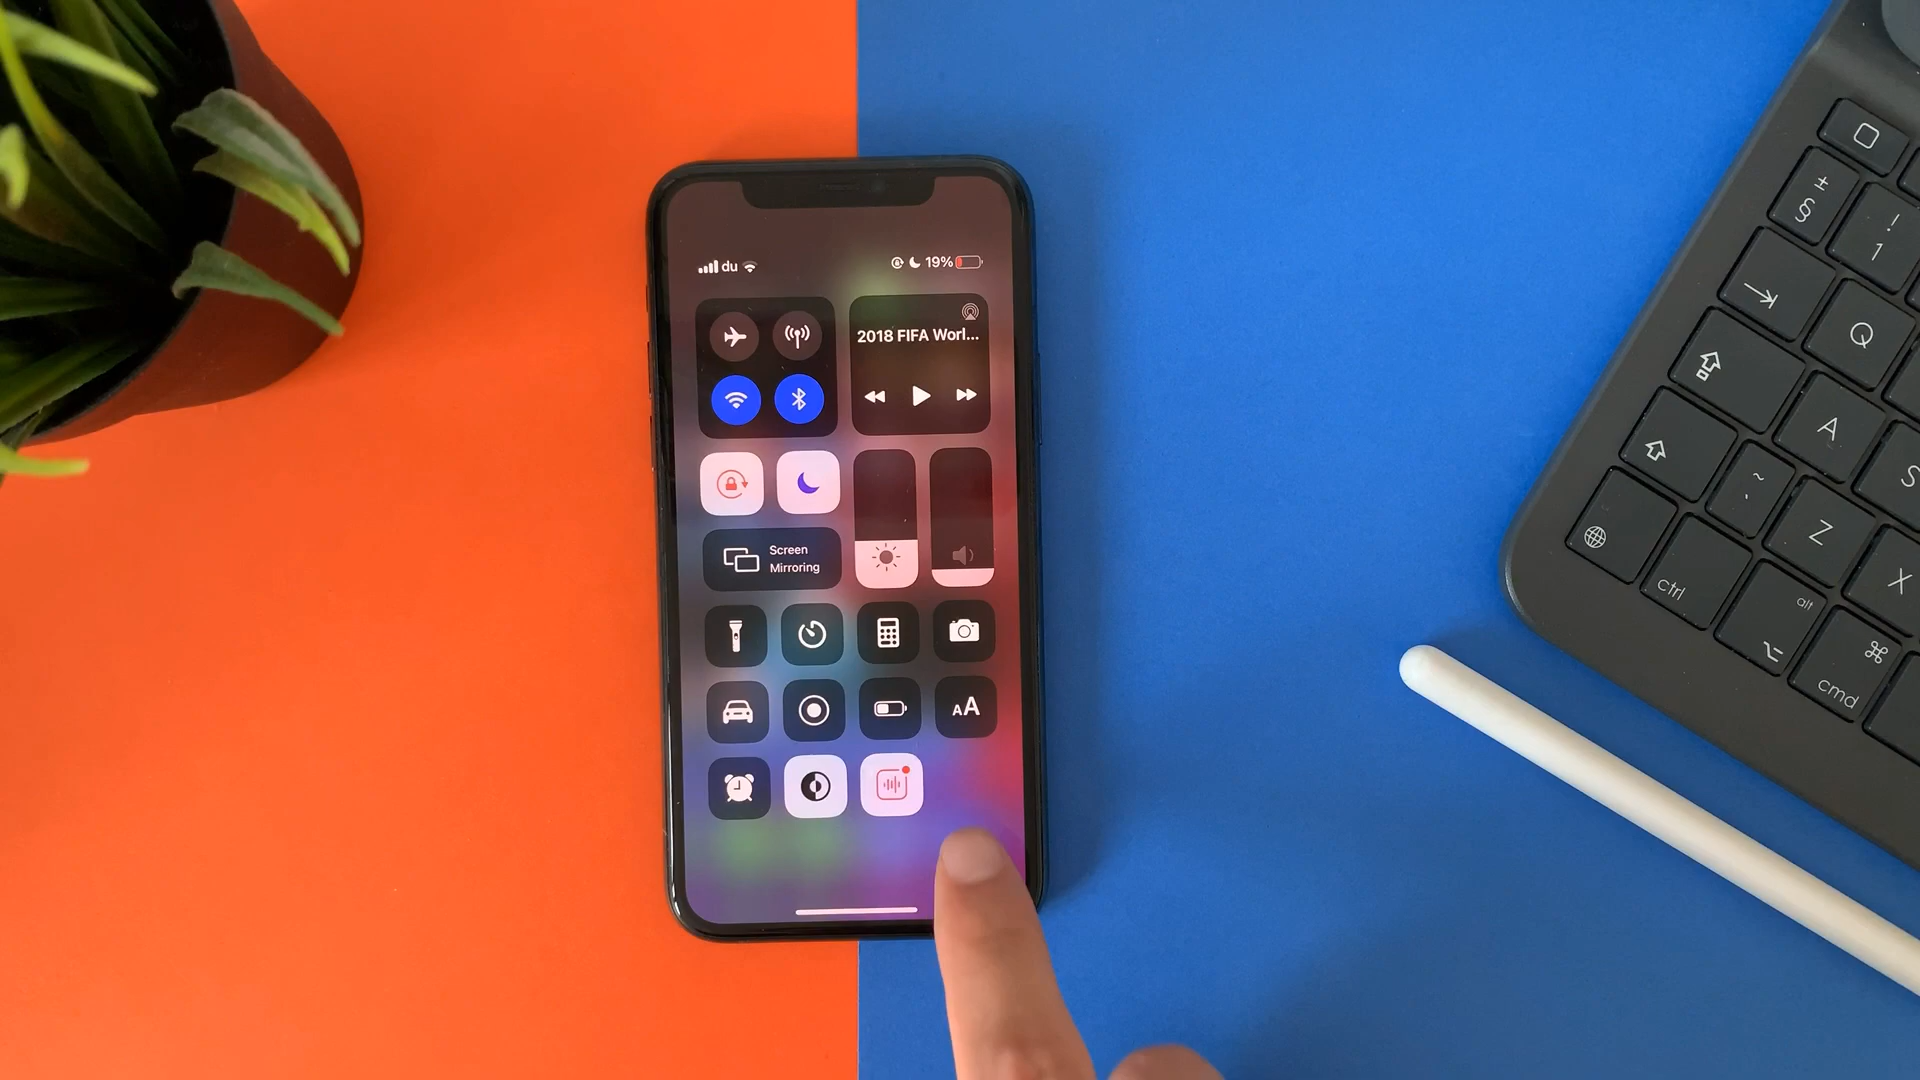 du
19%
2018 FIFA Worl...
Screen
Mirroring
AA
±
§
!
1
Q
A
S
~
Z
X
ctrl
alt
cmd